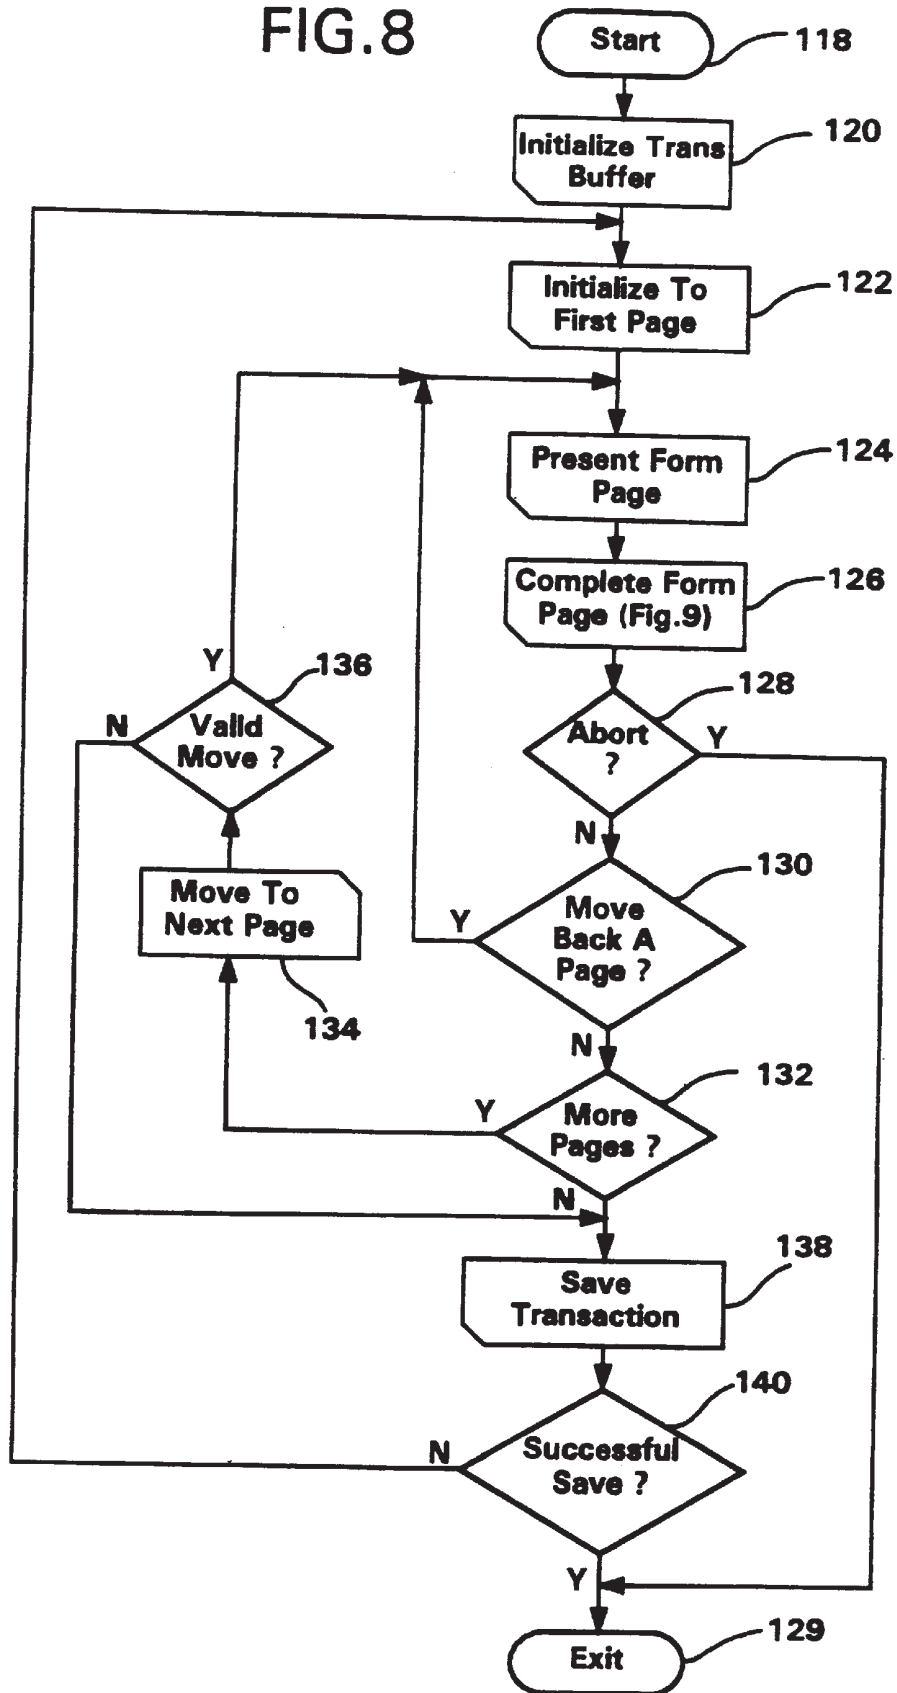 FIG.8
Start
118
Initialize Trans
Buffer
120
Initialize To
First Page
122
Present Form
Page
124
Complete Form
Page (Fig.9)
126
Abort
?
128
Y
N
Valid
Move ?
136
Y
N
Move
Back A
Page ?
130
Y
N
Move To
Next Page
134
More
Pages ?
132
Y
N
Save
Transaction
138
Successful
Save ?
140
N
Y
Exit
129